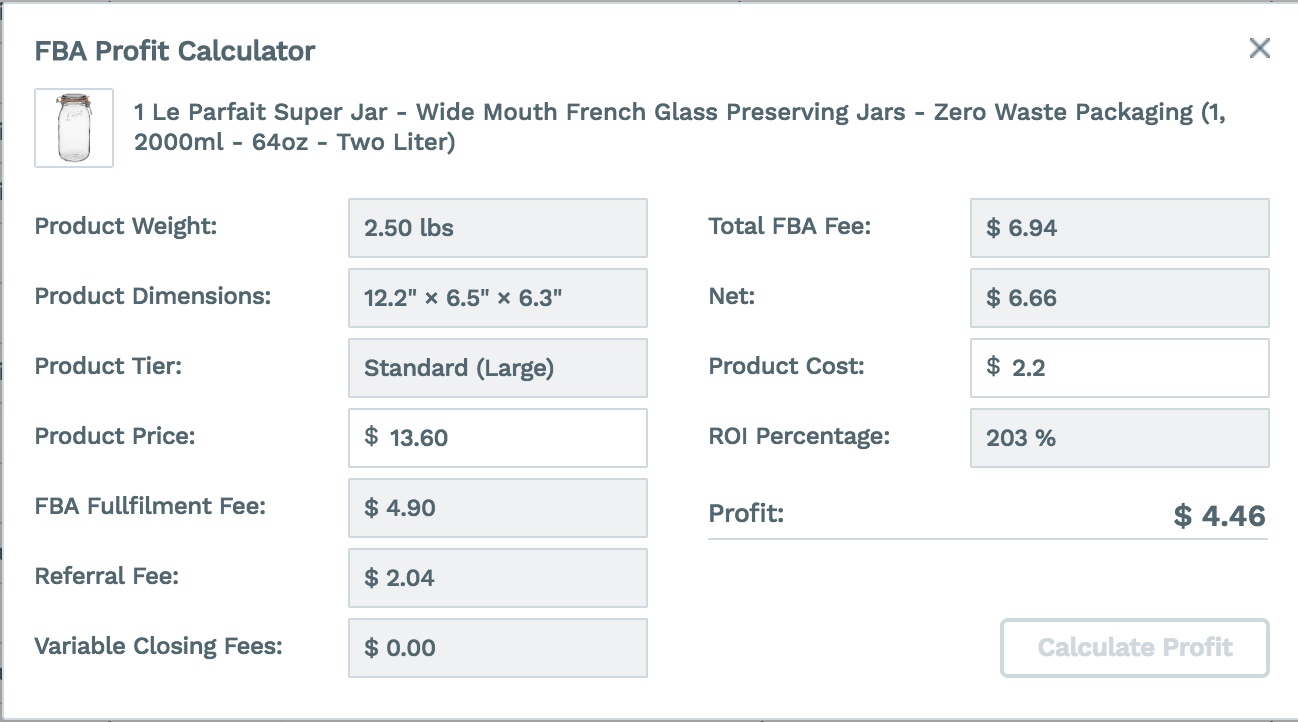 FBA Profit Calculator
1 Le Parfait Super Jar - Wide Mouth French Glass Preserving Jars - Zero Waste Packaging (1,
2000ml - 64oz - Two Liter)
Product Weight: 2.50 lbs
Product Dimensions: 12.2" × 6.5" × 6.3"
Product Tier: Standard (Large)
Product Price: $ 13.60
FBA Fullfilment Fee: $ 4.90
Referral Fee: $ 2.04
Variable Closing Fees: $ 0.00
Total FBA Fee: $ 6.94
Net: $ 6.66
Product Cost: $ 2.2
ROI Percentage: 203 %
Profit: $ 4.46
Calculate Profit